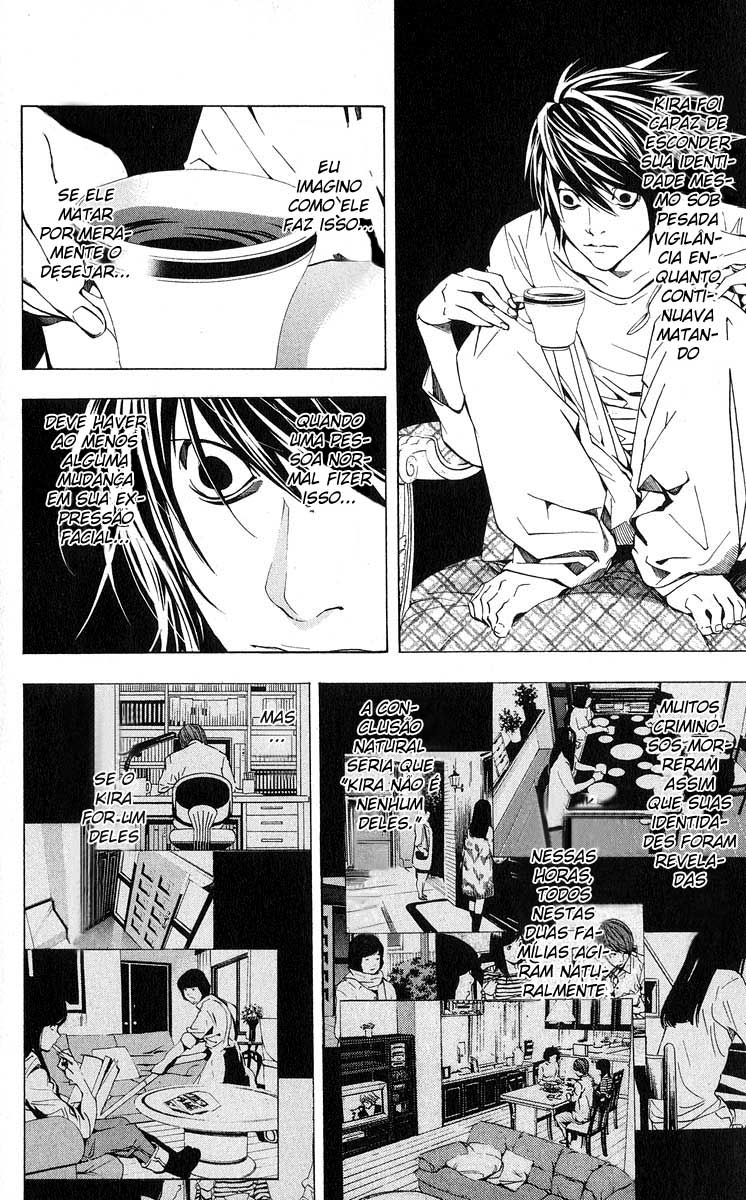 KIRA FOI
CAPAZ DE
ESCONDER
SUA IDENTI-
DADE MES-
MO SOB
PESADA
VIGILÂN-
CIA EN-
QUANTO
CONTI-
NUAVA
MATAN-
DO
EU
IMAGINO
COMO ELE
FAZ ISSO...
SE ELE
MATAR
POR MERA-
MENTE O
DESEJAR...
QUANDO
UMA PES-
SOA NOR-
MAL FIZER
ISSO...
DEVE HAVER
AO MENOS
ALGUMA
MUDANÇA
EM SUA EX-
PRESSÃO
FACIAL...
MUITOS
CRIMINO-
SOS MOR-
RERAM
ASSIM
QUE SUAS
IDENTIDA-
DES FORAM
REVELA-
DAS
NESSAS
HORAS,
TODOS
NESTAS
DUAS FA-
MÍLIAS AGI-
RAM NATU-
RALMENTE
A CON-
CLUSÃO
NATURAL
SERIA QUE
"KIRA NÃO É
NENHUM
DELES."
MAS
...
SE O
KIRA
FOR UM
DELES